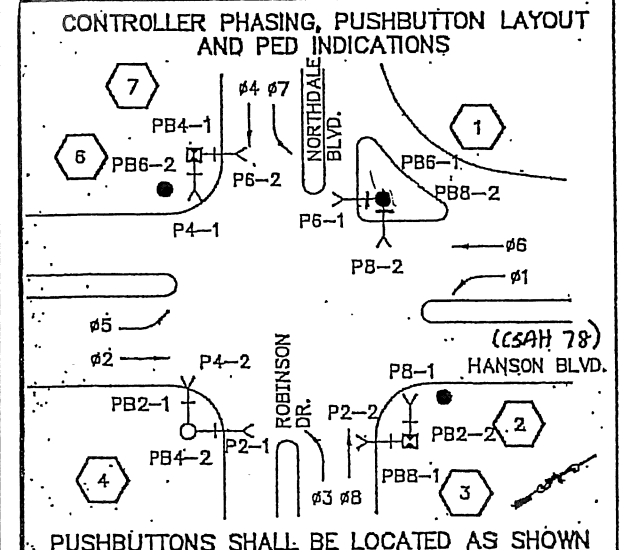 CONTROLLER PHASING, PUSHBUTTON LAYOUT
AND PED INDICATIONS
7
Ø4 Ø7
NORTHDALE
BLVD.
1
PB4-1
6
PB6-2
P6-2
PB6-1
PB8-2
P6-1
P4-1
P8-2
Ø6
Ø1
Ø5
(CSAH 78)
HANSON BLVD.
Ø2
P4-2
ROBINSON
DR.
P8-1
PB2-1
P2-2
P2-1
PB2-2
2
PB4-2
PB8-1
4
3
Ø3 Ø8
PUSHBUTTONS SHALL BE LOCATED AS SHOWN